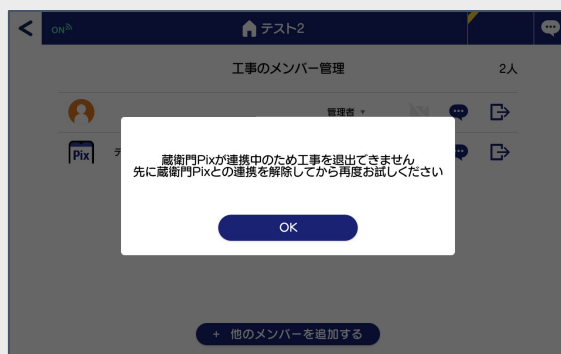 ON
テスト2
工事のメンバー管理
2人
管理者
Pix
蔵衛門Pixが連携中のため工事を退出できません
先に蔵衛門Pixとの連携を解除してから再度お試しください
OK
+ 他のメンバーを追加する